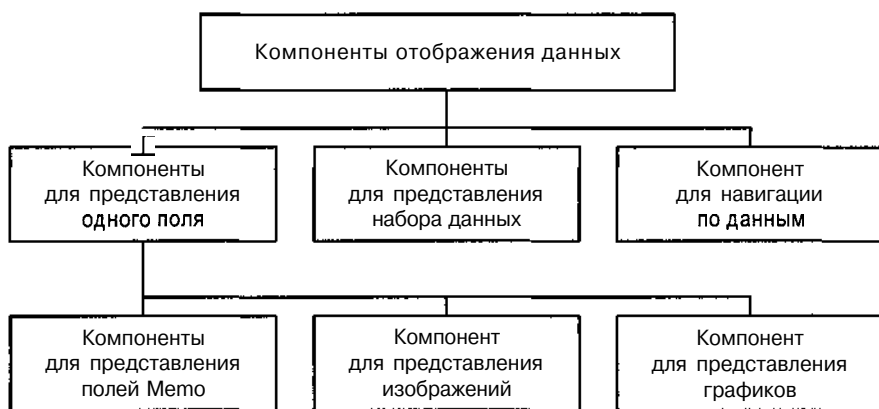 Компоненты отображения данных
Компоненты
для представления
одного поля
Компоненты
для представления
набора данных
Компонент
для навигации
по данным
Компоненты
для представления
полей Memo
Компонент
для представления
изображений
Компонент
для представления
графиков